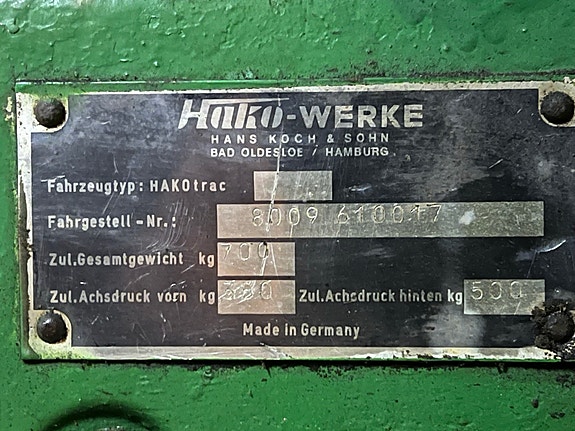 Hako-WERKE
HANS KOCH & SOHN
BAD OLDESLOE / HAMBURG
Fahrzeugtyp: HAKOtrac
Fahrgestell-Nr.: 8009 610017
Zul.Gesamtgewicht kg 700
Zul.Achsdruck vorn kg Zul.Achsdruck hinten kg 500
Made in Germany